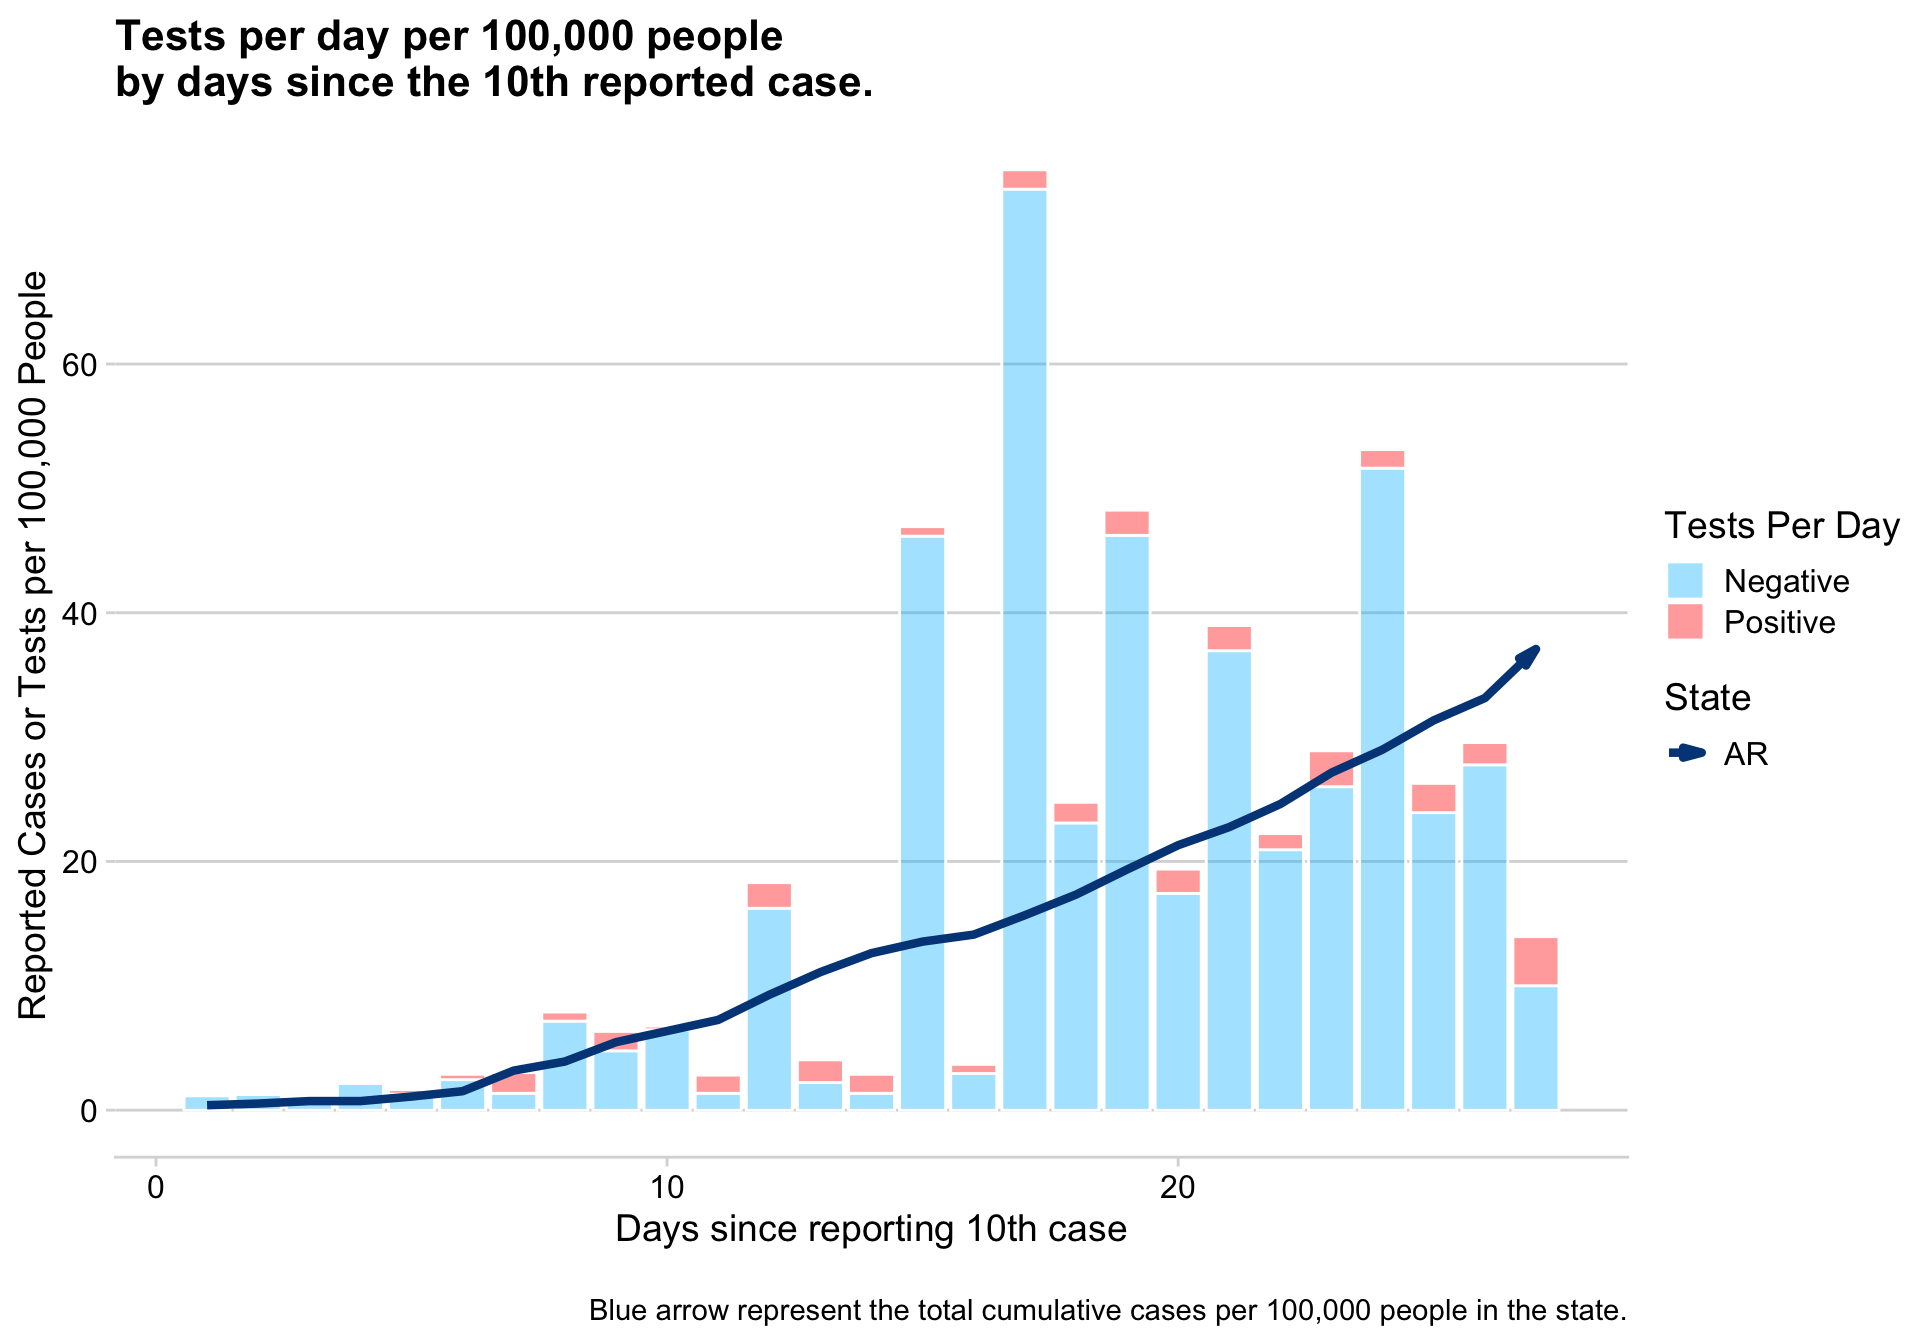 Tests per day per 100,000 people
by days since the 10th reported case.
Reported Cases or Tests per 100,000 People
60
40
20
0
0
10
20
Days since reporting 10th case
Tests Per Day
Negative
Positive
State
AR
Blue arrow represent the total cumulative cases per 100,000 people in the state.